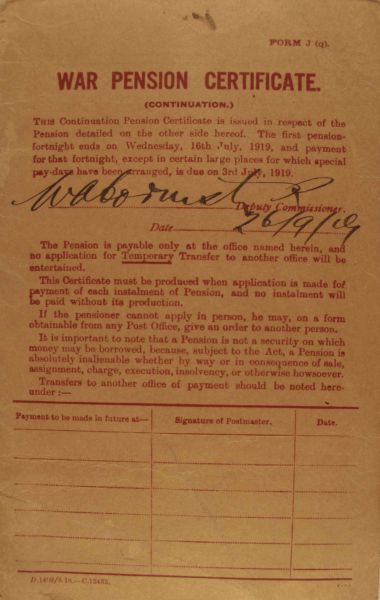 FORM J (q).
WAR PENSION CERTIFICATE.
(CONTINUATION.)
THIS Continuation Pension Certificate is issued in respect of the
Pension detailed on the other side hereof. The first pension-
fortnight ends on Wednesday, 16th July, 1919, and payment
for that fortnight, except in certain large places for which special
pay-days have been arranged, is due on 3rd July, 1919.
Deputy Commissioner.
Date 26/9/19
The Pension is payable only at the office named herein, and
no application for Temporary Transfer to another office will be
entertained.
This Certificate must be produced when application is made for
payment of each instalment of Pension, and no instalment will
be paid without its production.
If the pensioner cannot apply in person, he may, on a form
obtainable from any Post Office, give an order to another person.
It is important to note that a Pension is not a security on which
money may be borrowed, because, subject to the Act, a Pension is
absolutely inalienable whether by way or in consequence of sale,
assignment, charge, execution, insolvency, or otherwise howsoever.
Transfers to another office of payment should be noted here-
under :—
Payment to be made in future at— Signature of Postmaster. Date.